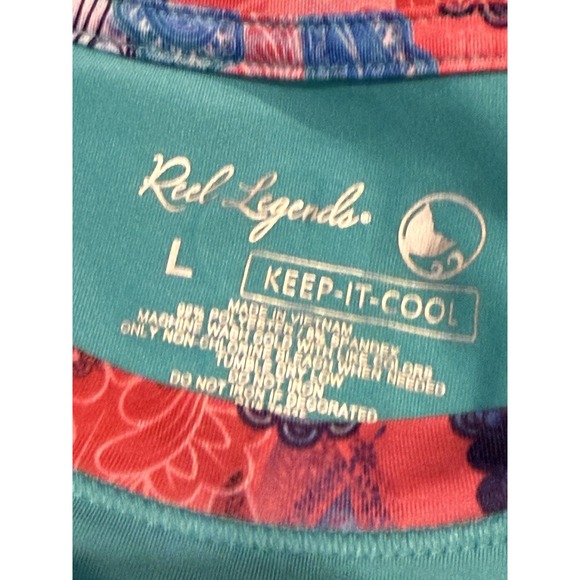 Reel Legends®
L
KEEP-IT-COOL
MADE IN VIETNAM
POLYESTER SPANDEX
MACHINE WASH COLD WITH LIKE COLORS
ONLY NON-CHLORINE BLEACH WHEN NEEDED
TUMBLE DRY LOW
DO NOT IRON
DO NOT IRON IF DECORATED